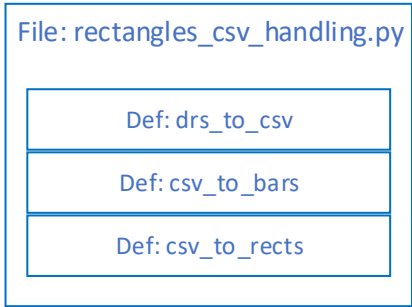 File: rectangles_csv_handling.py
Def: drs_to_csv
Def: csv_to_bars
Def: csv_to_rects